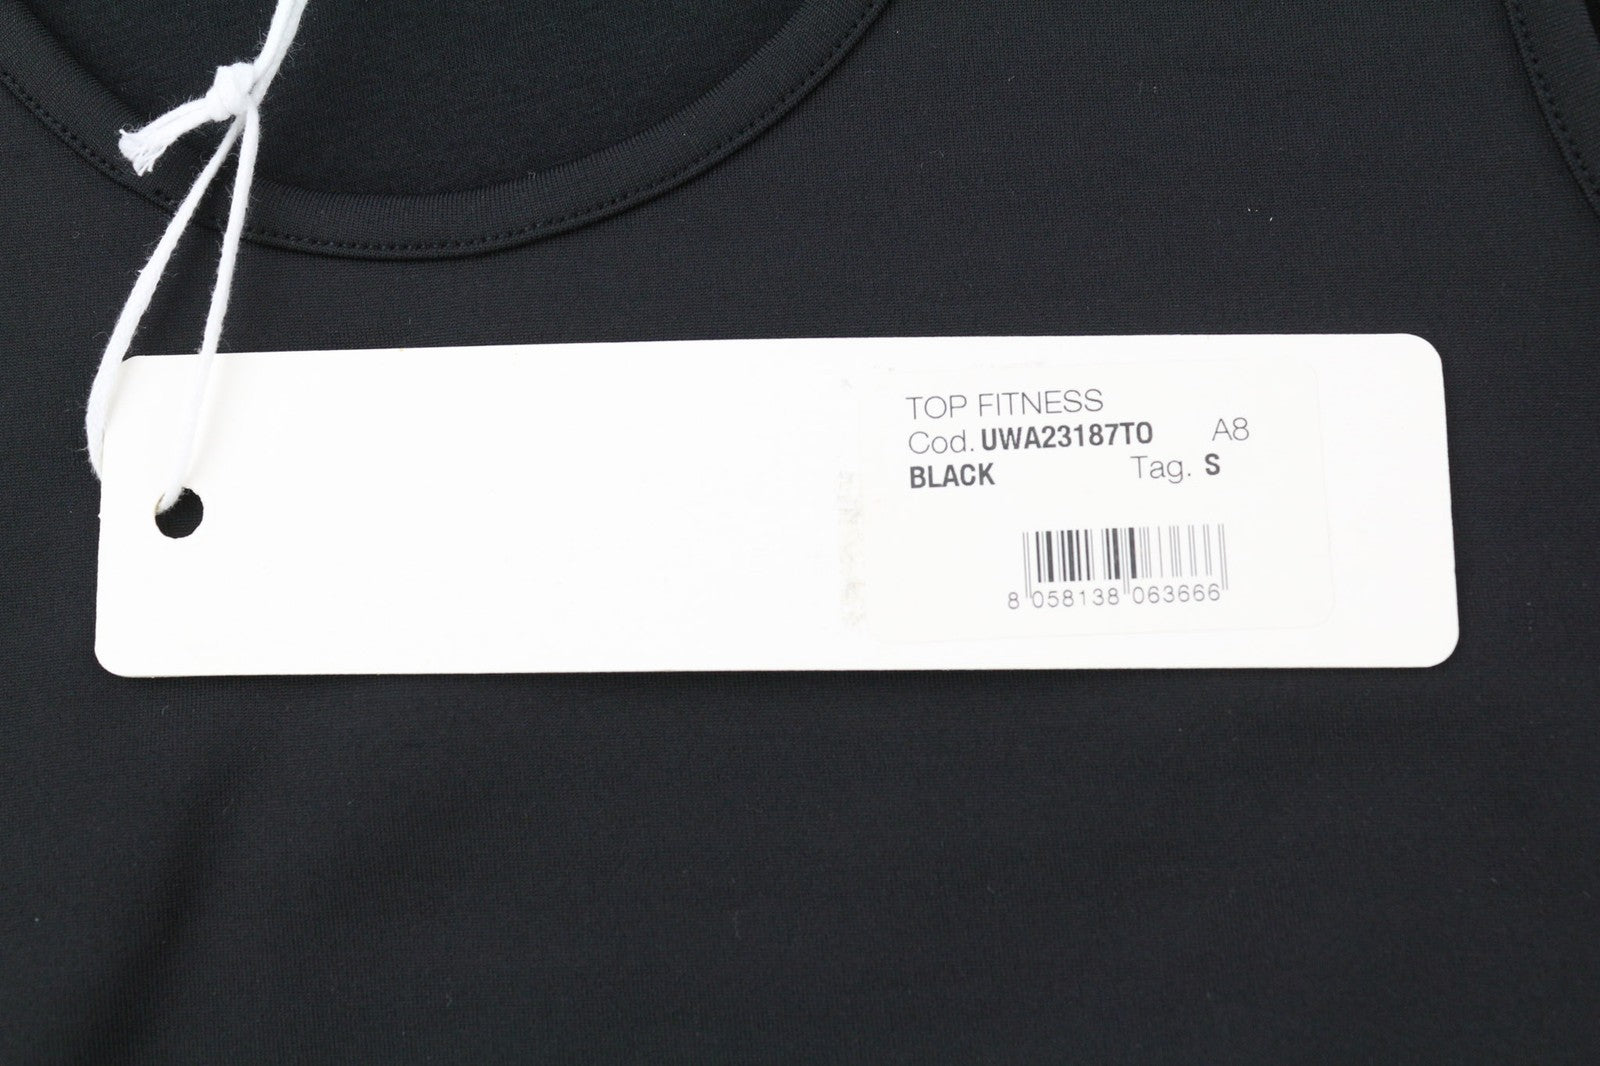 TOP FITNESS
Cod. UWA23187TO A8
BLACK Tag. S
8 058138 063666